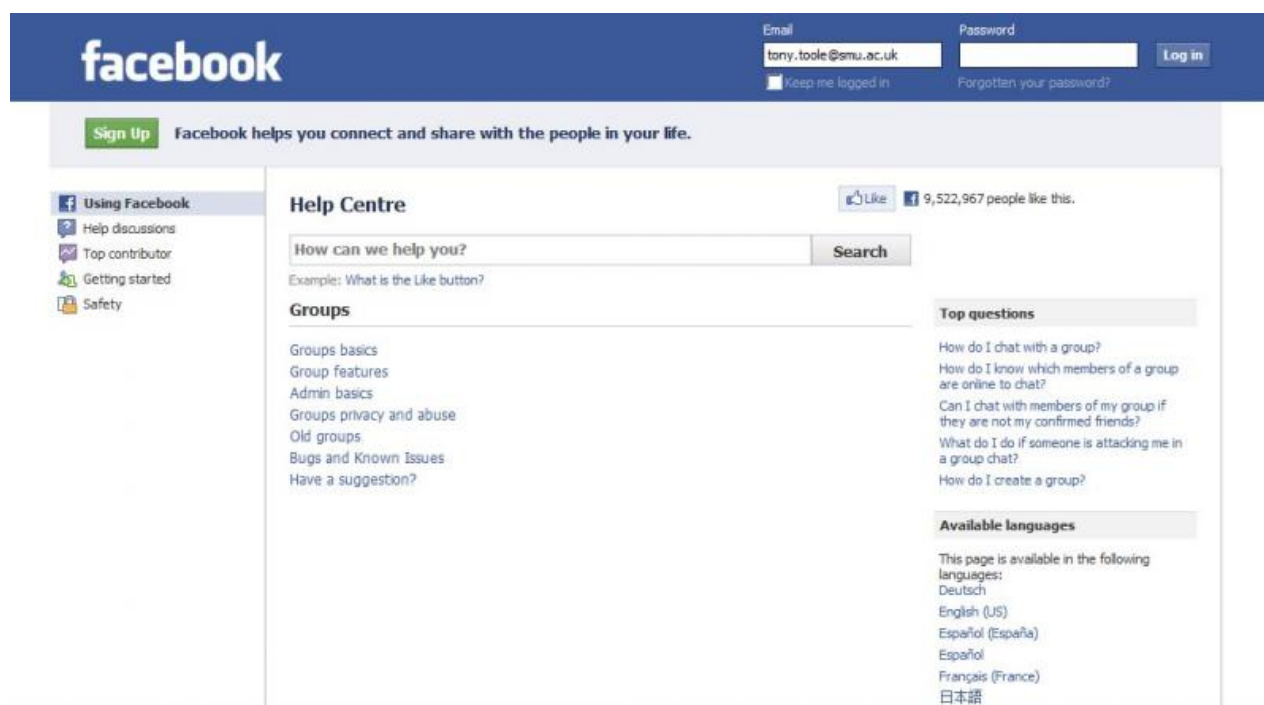 facebook
Email
Password
tony.toole@smu.ac.uk
Log in
Keep me logged in
Forgotten your password?
Sign Up
Facebook helps you connect and share with the people in your life.
Using Facebook
Help discussions
Top contributor
Getting started
Safety
Help Centre
Like
9,522,967 people like this.
How can we help you?
Search
Example: What is the Like button?
Groups
Groups basics
Group features
Admin basics
Groups privacy and abuse
Old groups
Bugs and Known Issues
Have a suggestion?
Top questions
How do I chat with a group?
How do I know which members of a group
are online to chat?
Can I chat with members of my group if
they are not my confirmed friends?
What do I do if someone is attacking me in
a group chat?
How do I create a group?
Available languages
This page is available in the following
languages:
Deutsch
English (US)
Español (España)
Español
Français (France)
日本語